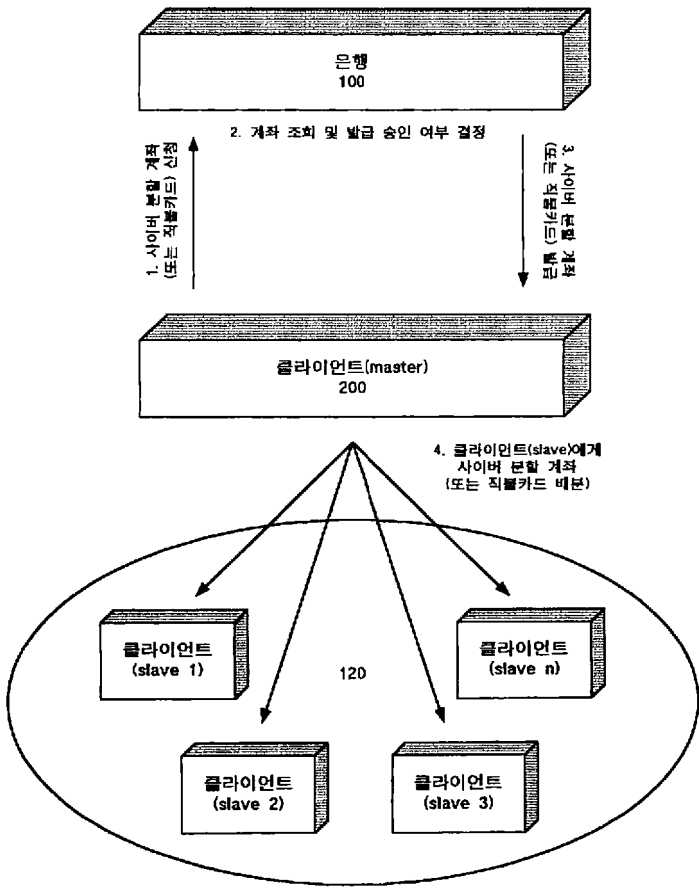 은행
100
2. 계좌 조회 및 발급 승인 여부 결정
1. 사이버 분할 계좌
(또는 직불카드) 신청
3. 사이버 분할 계좌
(또는 직불카드) 발급
클라이언트(master)
200
4. 클라이언트(slave)에게
사이버 분할 계좌
(또는 직불카드 배분)
클라이언트
(slave 1)
클라이언트
(slave n)
120
클라이언트
(slave 2)
클라이언트
(slave 3)